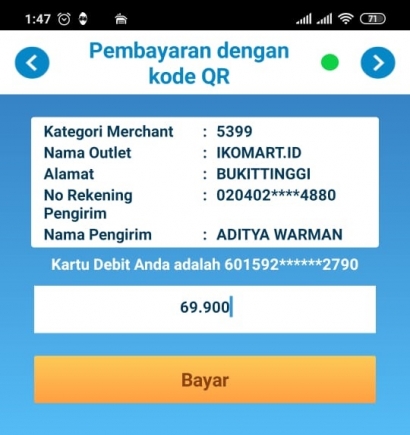 1:47 71
Pembayaran dengan
kode QR
Kategori Merchant : 5399
Nama Outlet : IKOMART.ID
Alamat : BUKITTINGGI
No Rekening : 020402****4880
Pengirim
Nama Pengirim : ADITYA WARMAN
Kartu Debit Anda adalah 601592******2790
69.900
Bayar